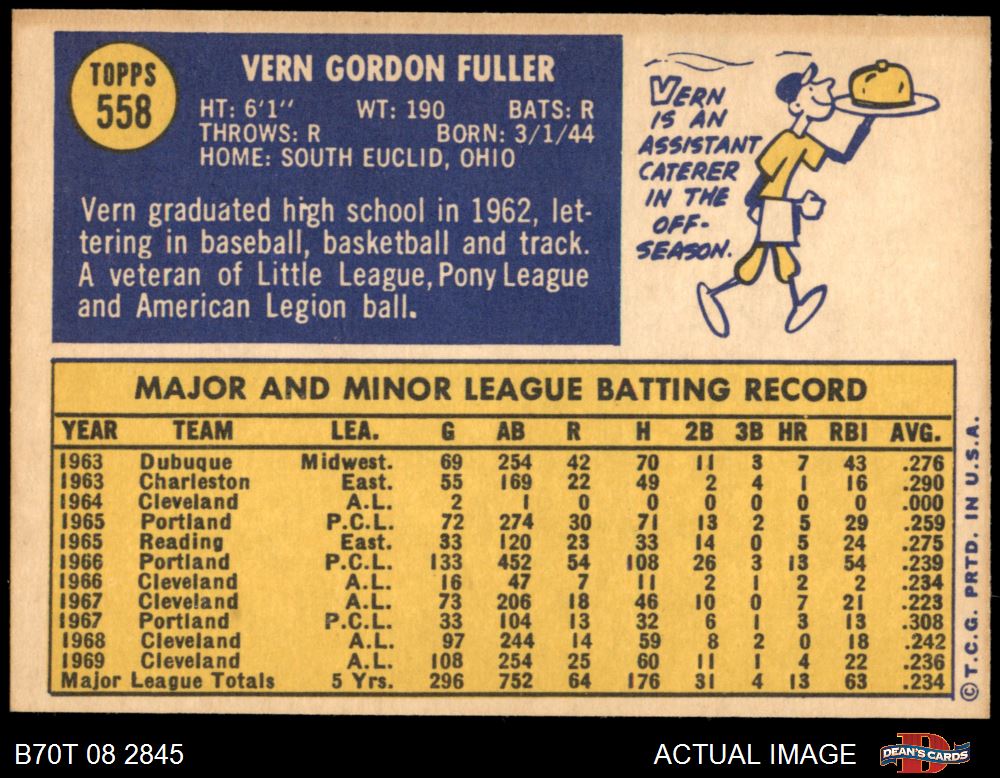 TOPPS
558
VERN GORDON FULLER
HT: 6'1" WT: 190 BATS: R
THROWS: R BORN: 3/1/44
HOME: SOUTH EUCLID, OHIO
Vern graduated high school in 1962, let-
tering in baseball, basketball and track.
A veteran of Little League, Pony League
and American Legion ball.
VERN
IS AN
ASSISTANT
CATERER
IN THE
OFF-
SEASON.
MAJOR AND MINOR LEAGUE BATTING RECORD
YEAR TEAM LEA. G AB R H 2B 3B HR RBI AVG.
1963 Dubuque Midwest. 69 254 42 70 11 3 7 43 .276
1963 Charleston East. 55 169 22 49 2 4 1 16 .290
1964 Cleveland A.L. 2 1 0 0 0 0 0 0 .000
1965 Portland P.C.L. 72 274 30 71 13 2 5 29 .259
1965 Reading East. 33 120 23 33 14 0 5 24 .275
1966 Portland P.C.L. 133 452 54 108 26 3 13 54 .239
1966 Cleveland A.L. 16 47 7 11 2 1 2 2 .234
1967 Cleveland A.L. 73 206 18 46 10 0 7 21 .223
1967 Portland P.C.L. 33 104 13 32 6 1 3 13 .308
1968 Cleveland A.L. 97 244 14 59 8 2 0 18 .242
1969 Cleveland A.L. 108 254 25 60 11 1 4 22 .236
Major League Totals 5 Yrs. 296 752 64 176 31 4 13 63 .234
© T.C.G. PRTD. IN U.S.A.
B70T 08 2845
ACTUAL IMAGE
D
DEAN'S CARDS